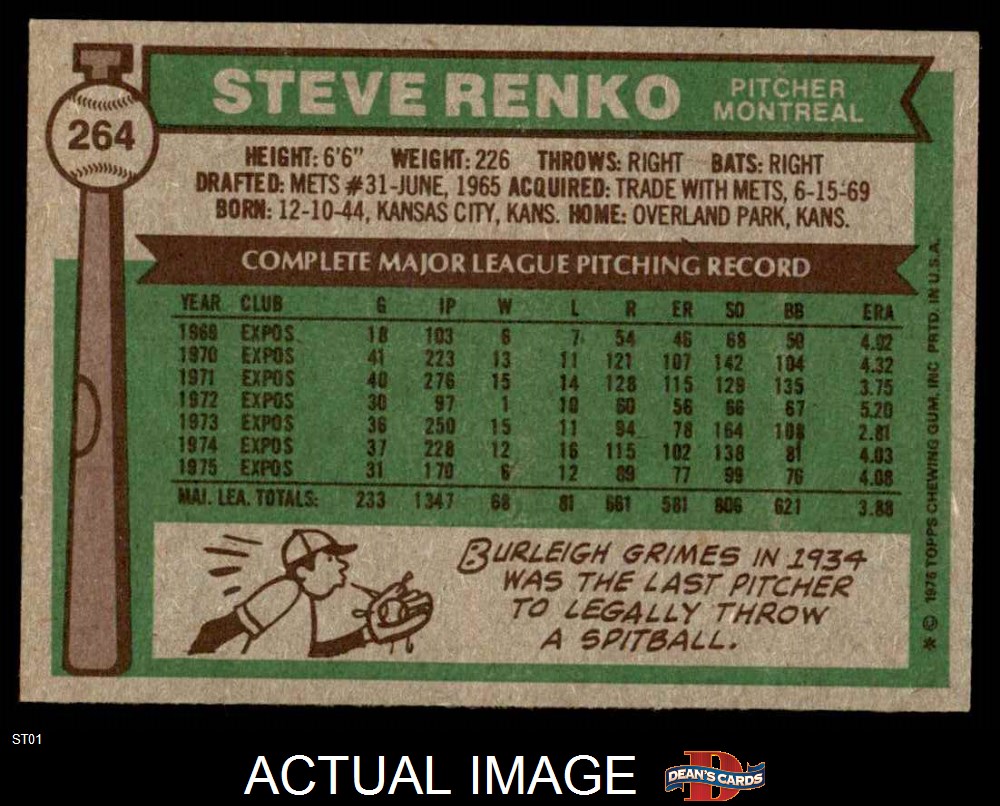 264
STEVE RENKO
PITCHER
MONTREAL
HEIGHT: 6'6" WEIGHT: 226 THROWS: RIGHT BATS: RIGHT
DRAFTED: METS #31-JUNE, 1965 ACQUIRED: TRADE WITH METS, 6-15-69
BORN: 12-10-44, KANSAS CITY, KANS. HOME: OVERLAND PARK, KANS.
COMPLETE MAJOR LEAGUE PITCHING RECORD
YEAR CLUB G IP W L R ER SO BB ERA
1969 EXPOS 18 103 6 7 54 46 68 50 4.02
1970 EXPOS 41 223 13 11 121 107 142 104 4.32
1971 EXPOS 40 276 15 14 128 115 129 135 3.75
1972 EXPOS 30 97 1 10 60 56 66 67 5.20
1973 EXPOS 36 250 15 11 94 78 164 108 2.81
1974 EXPOS 37 228 12 16 115 102 138 81 4.03
1975 EXPOS 31 170 6 12 89 77 99 76 4.08
MAJ. LEA. TOTALS: 233 1347 68 81 661 581 806 621 3.88
BURLEIGH GRIMES IN 1934
WAS THE LAST PITCHER
TO LEGALLY THROW
A SPITBALL.
* © 1976 TOPPS CHEWING GUM, INC PRTD. IN U.S.A.
ST01
ACTUAL IMAGE
DEAN'S CARDS